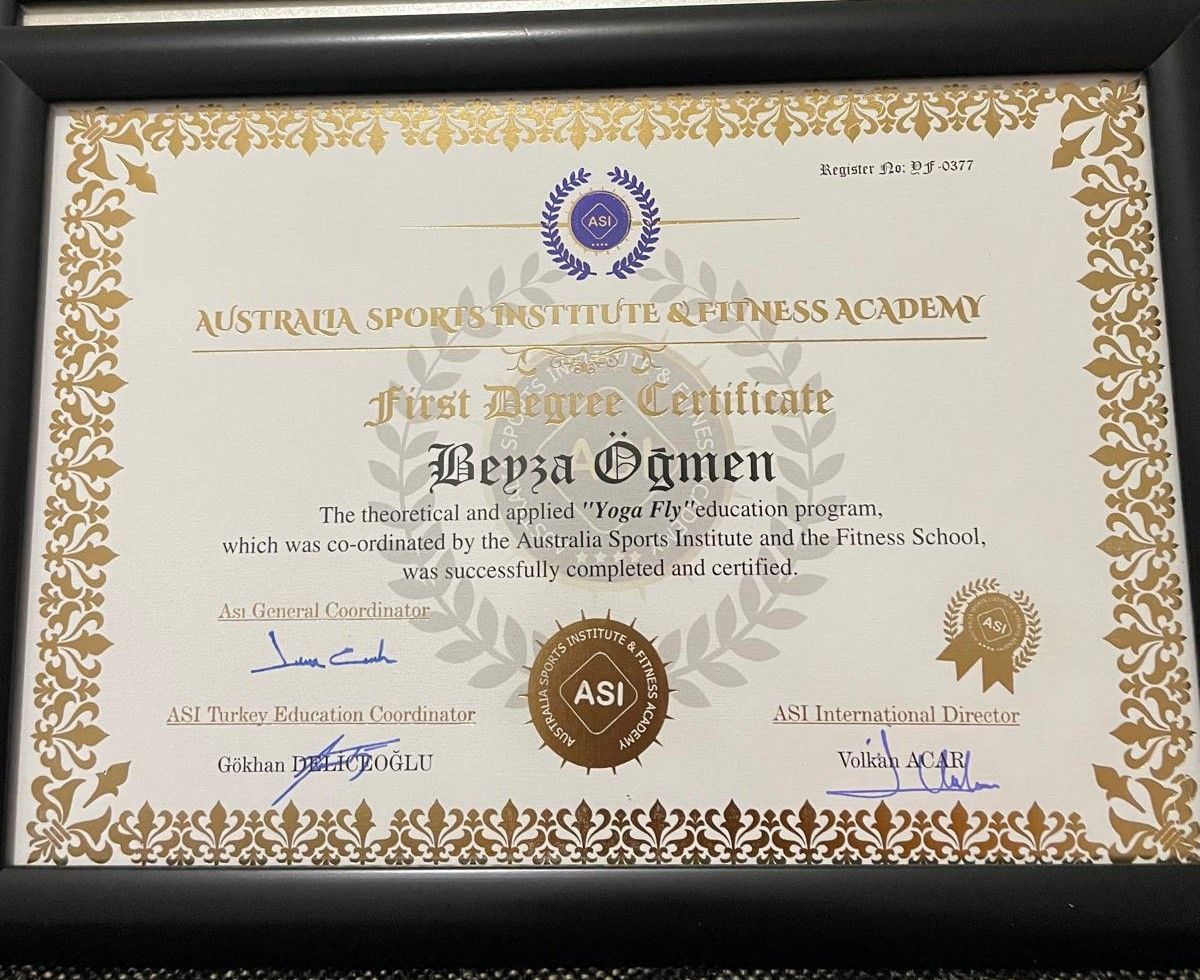 Register No: YF-0377
ASI
AUSTRALIA SPORTS INSTITUTE & FITNESS ACADEMY
First Degree Certificate
Beyza Öğmen
The theoretical and applied "Yoga Fly"education program,
which was co-ordinated by the Australia Sports Institute and the Fitness School,
was successfully completed and certified.
Ası General Coordinator
ASI Turkey Education Coordinator
Gökhan DELİCEOĞLU
AUSTRALIA SPORTS INSTITUTE & FITNESS ACADEMY
ASI
ASI
ASI International Director
Volkan ACAR